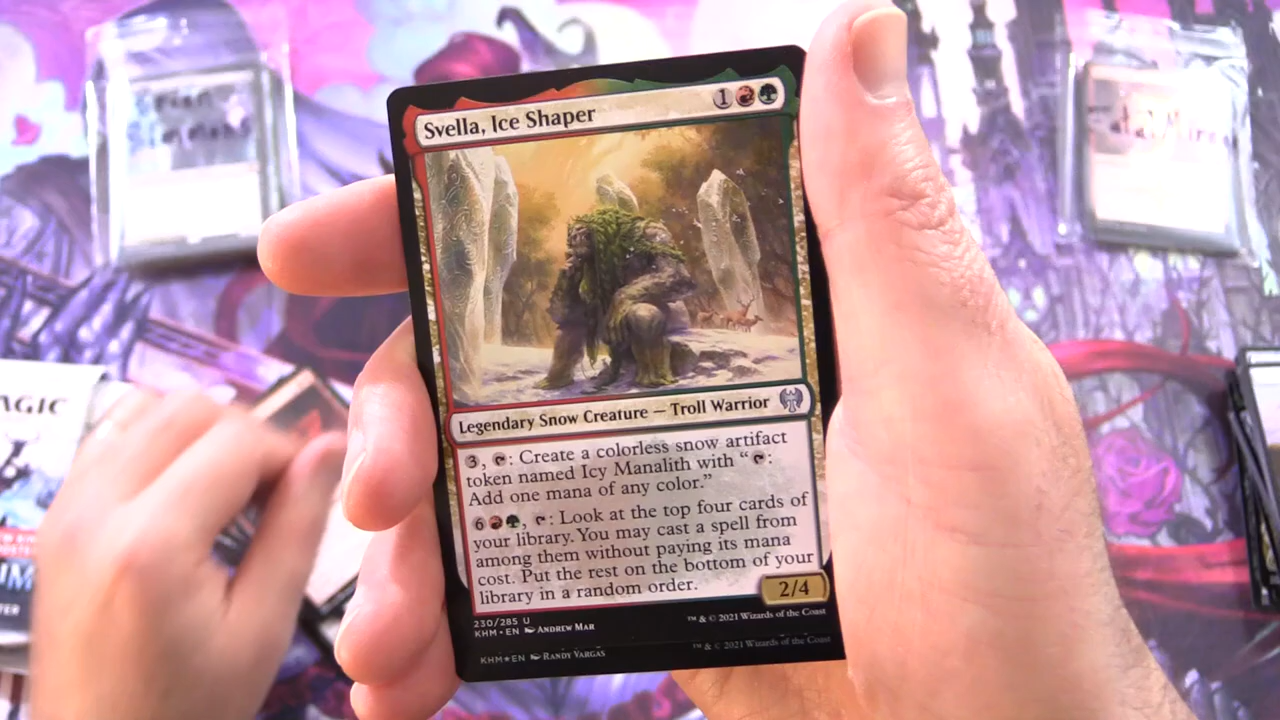 Svella, Ice Shaper 1
Legendary Snow Creature — Troll Warrior
3, : Create a colorless snow artifact
token named Icy Manalith with “ :
Add one mana of any color.”
6 , : Look at the top four cards of
your library. You may cast a spell from
among them without paying its mana
cost. Put the rest on the bottom of your
library in a random order.
2/4
230/285 U
KHM • EN Andrew Mar
™ & © 2021 Wizards of the Coast
KHM★EN Randy Vargas
™ & © 2021 Wizards of the Coast
AGIC